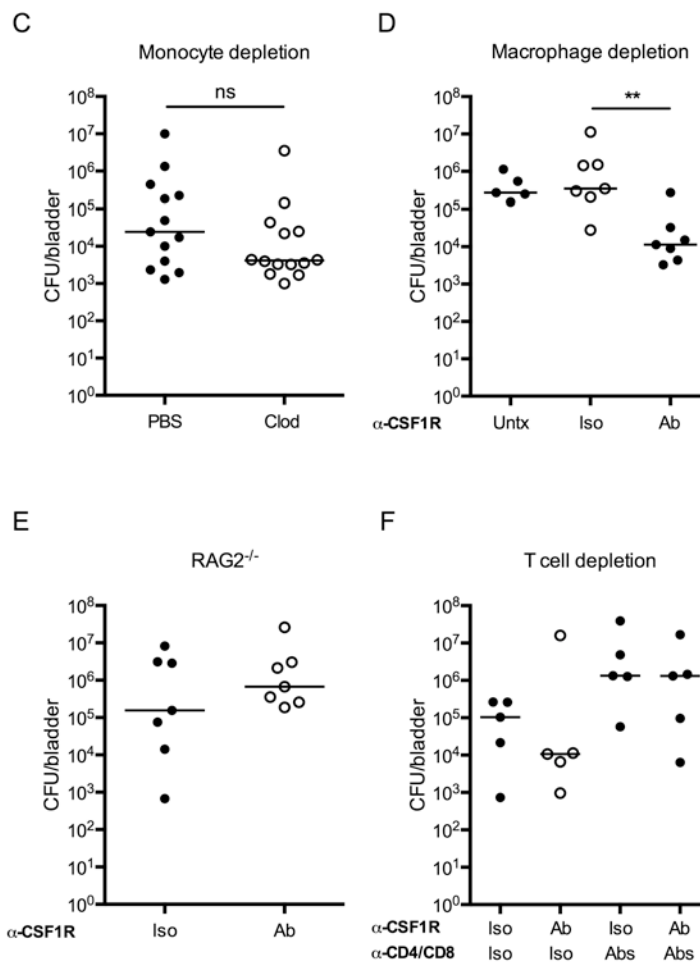 C
Monocyte depletion
ns
CFU/bladder
10⁸
10⁷
10⁶
10⁵
10⁴
10³
10²
10¹
10⁰
PBS Clod
D
Macrophage depletion
**
CFU/bladder
10⁸
10⁷
10⁶
10⁵
10⁴
10³
10²
10¹
10⁰
α-CSF1R Untx Iso Ab
E
RAG2⁻/⁻
CFU/bladder
10⁸
10⁷
10⁶
10⁵
10⁴
10³
10²
10¹
10⁰
α-CSF1R Iso Ab
F
T cell depletion
CFU/bladder
10⁸
10⁷
10⁶
10⁵
10⁴
10³
10²
10¹
10⁰
α-CSF1R Iso Ab Iso Ab
α-CD4/CD8 Iso Iso Abs Abs